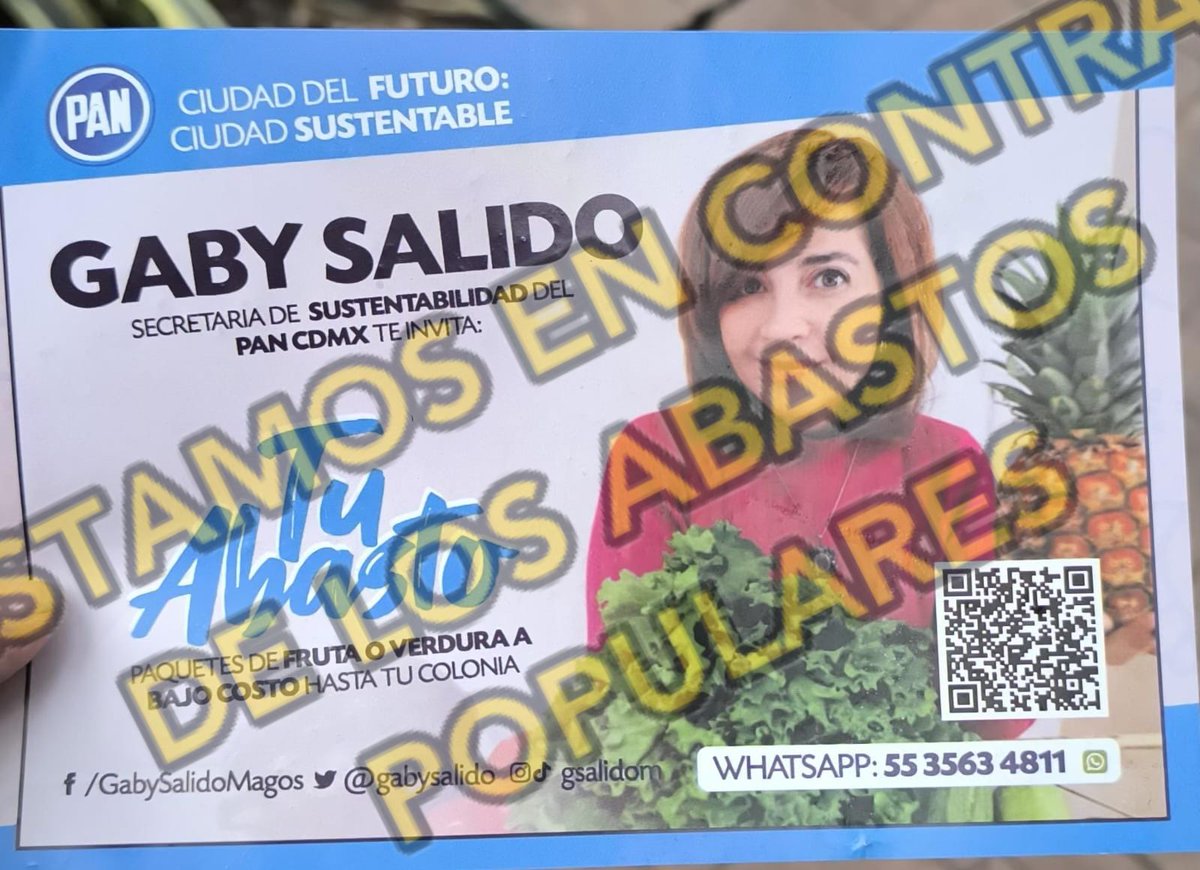 PAN
CIUDAD DEL FUTURO:
CIUDAD SUSTENTABLE
GABY SALIDO
SECRETARIA DE SUSTENTABILIDAD DEL
PAN CDMX TE INVITA:
Tu
Abasto
PAQUETES DE FRUTA O VERDURA A
BAJO COSTO HASTA TU COLONIA
/GabySalidoMagos @gabysalido gsalidom
WHATSAPP: 55 3563 4811
STAMOS EN CONTRA
DE LOS ABASTOS
POPULARES